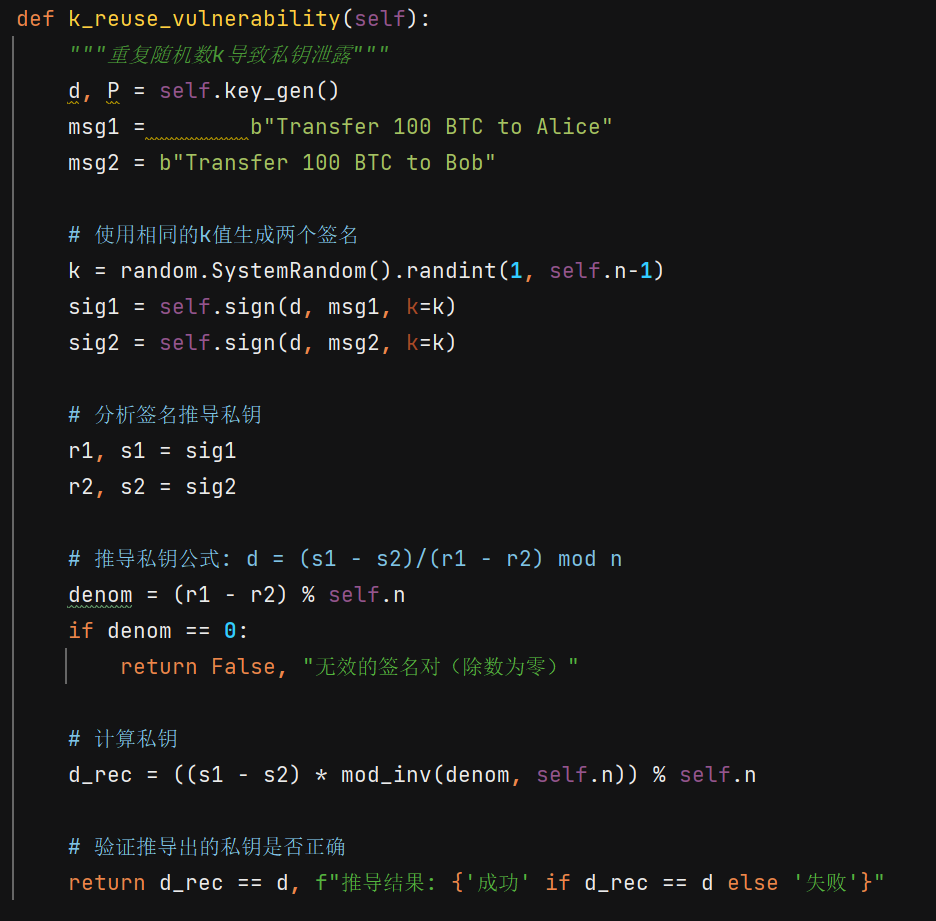 def k_reuse_vulnerability(self):
    """重复随机数k导致私钥泄露"""
    d, P = self.key_gen()
    msg1 =        b"Transfer 100 BTC to Alice"
    msg2 = b"Transfer 100 BTC to Bob"

    # 使用相同的k值生成两个签名
    k = random.SystemRandom().randint(1, self.n-1)
    sig1 = self.sign(d, msg1, k=k)
    sig2 = self.sign(d, msg2, k=k)

    # 分析签名推导私钥
    r1, s1 = sig1
    r2, s2 = sig2

    # 推导私钥公式: d = (s1 - s2)/(r1 - r2) mod n
    denom = (r1 - r2) % self.n
    if denom == 0:
        return False, "无效的签名对（除数为零）"

    # 计算私钥
    d_rec = ((s1 - s2) * mod_inv(denom, self.n)) % self.n

    # 验证推导出的私钥是否正确
    return d_rec == d, f"推导结果: {'成功' if d_rec == d else '失败'}"